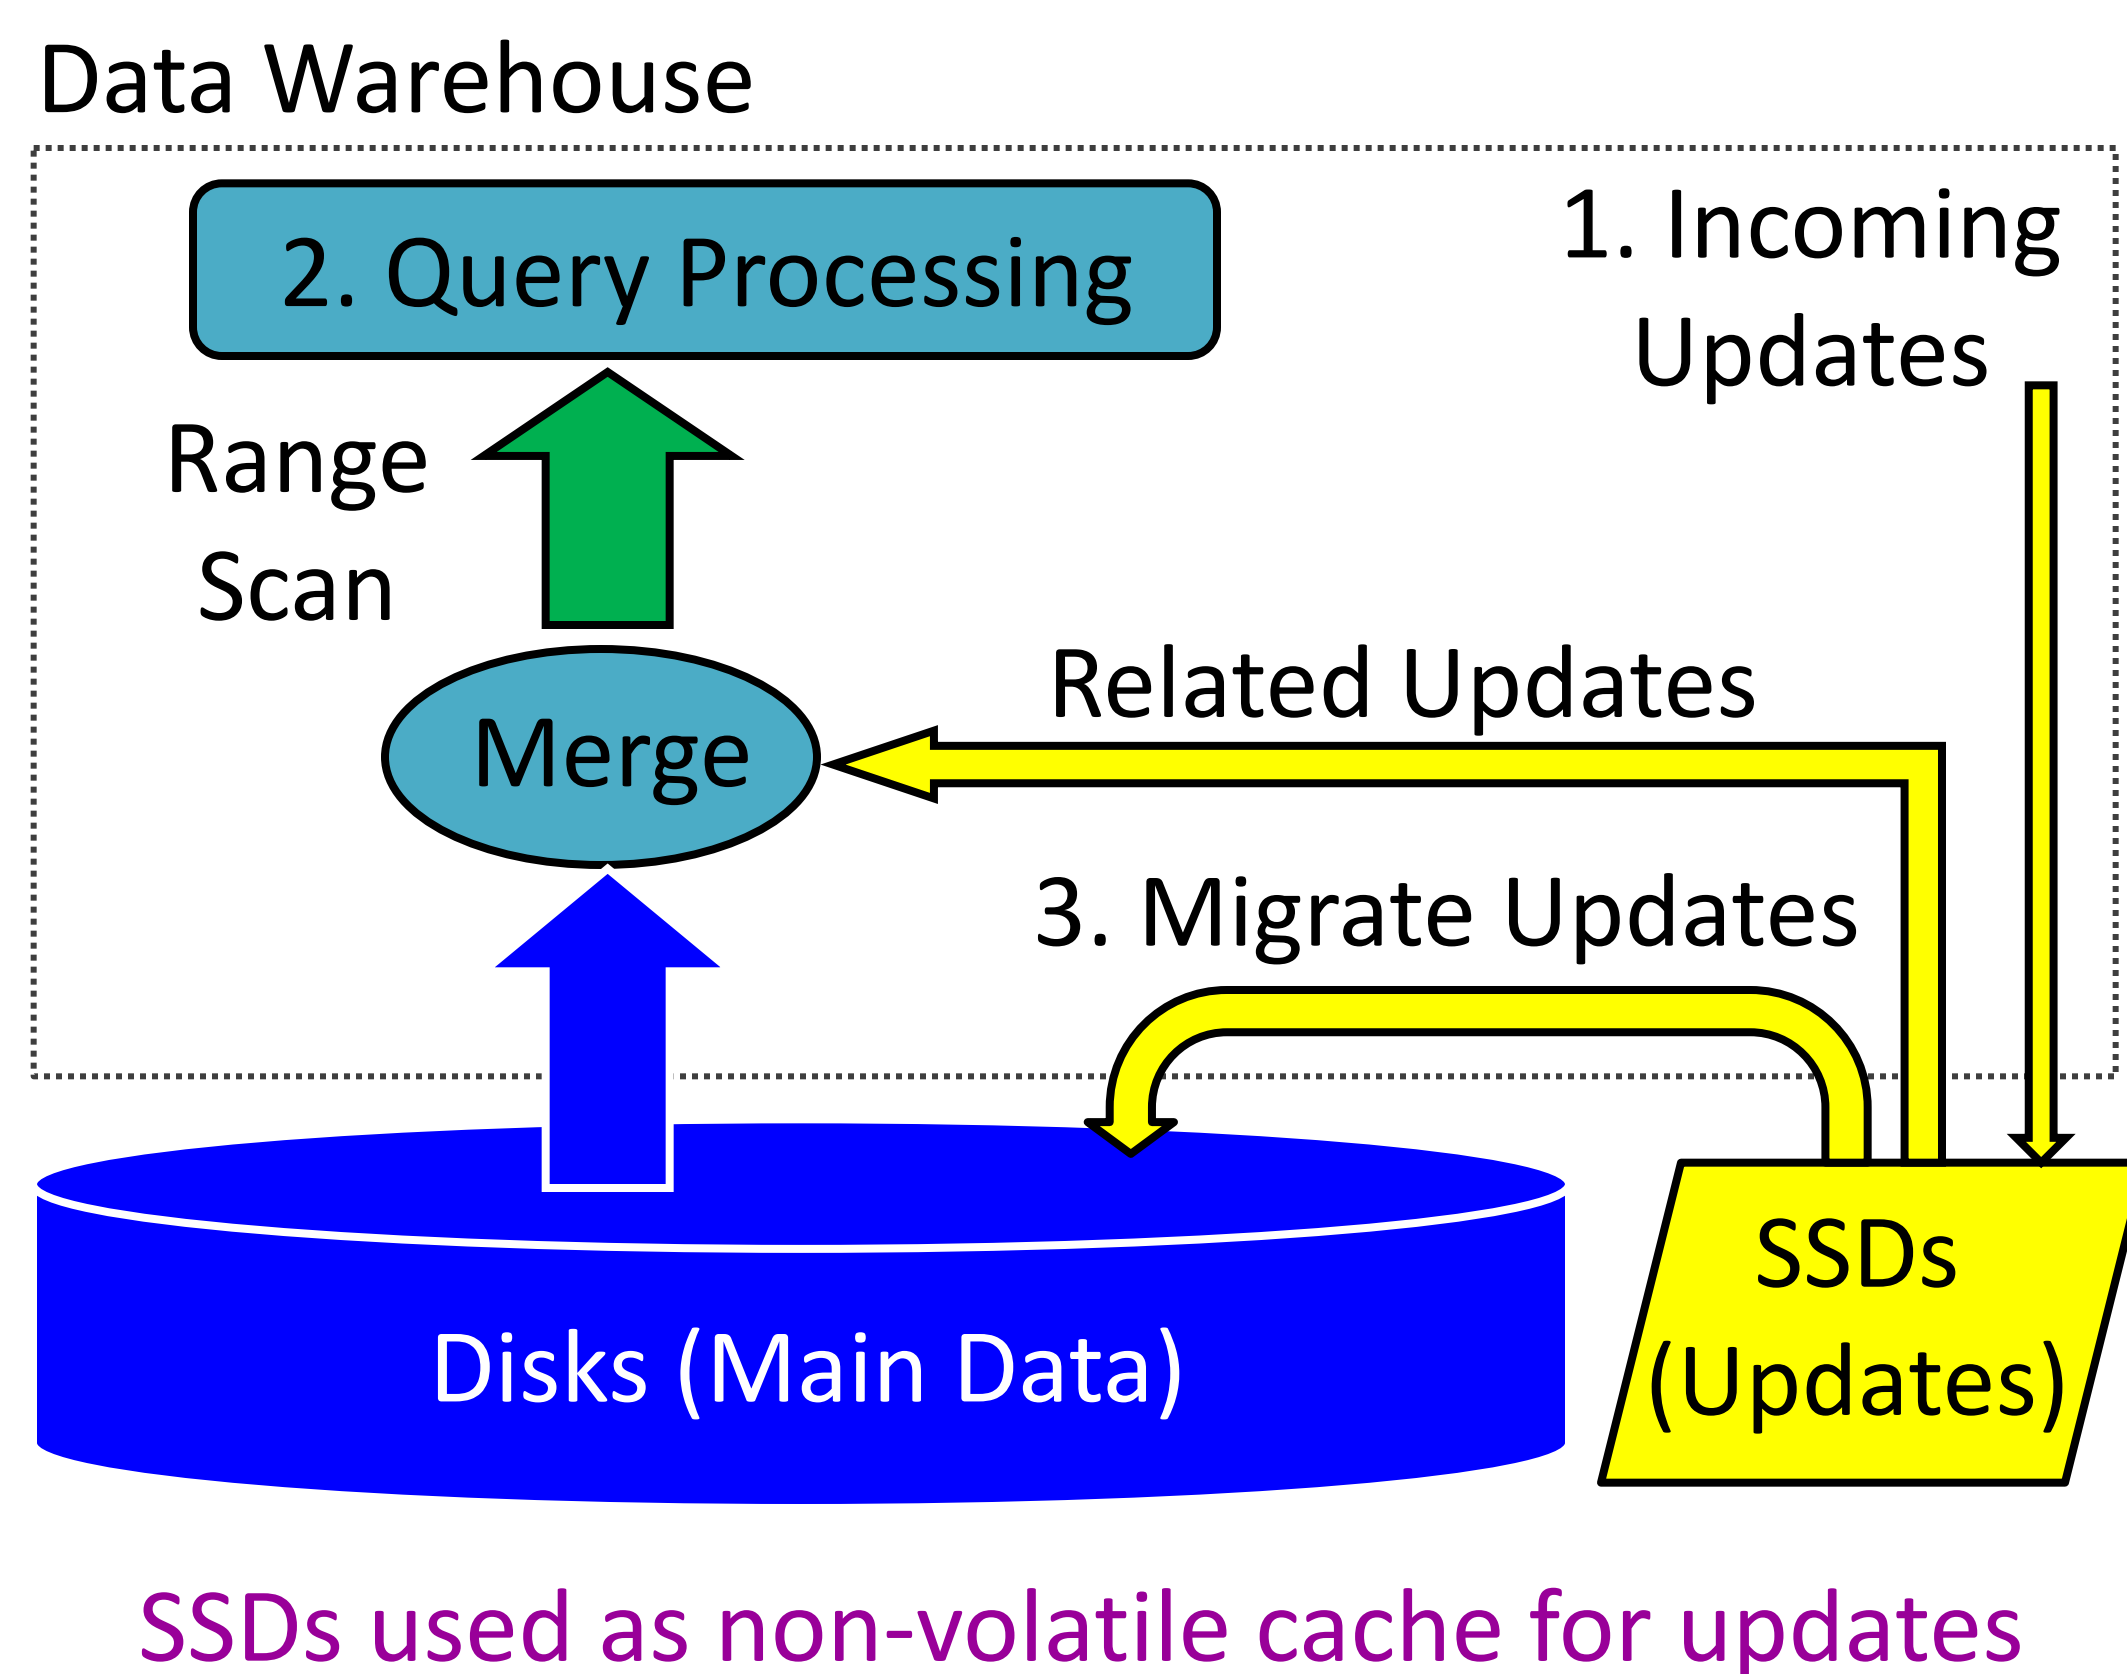 Data Warehouse
2. Query Processing
1. Incoming
Updates
Range
Scan
Related Updates
Merge
3. Migrate Updates
SSDs
(Updates)
Disks (Main Data)
SSDs used as non-volatile cache for updates